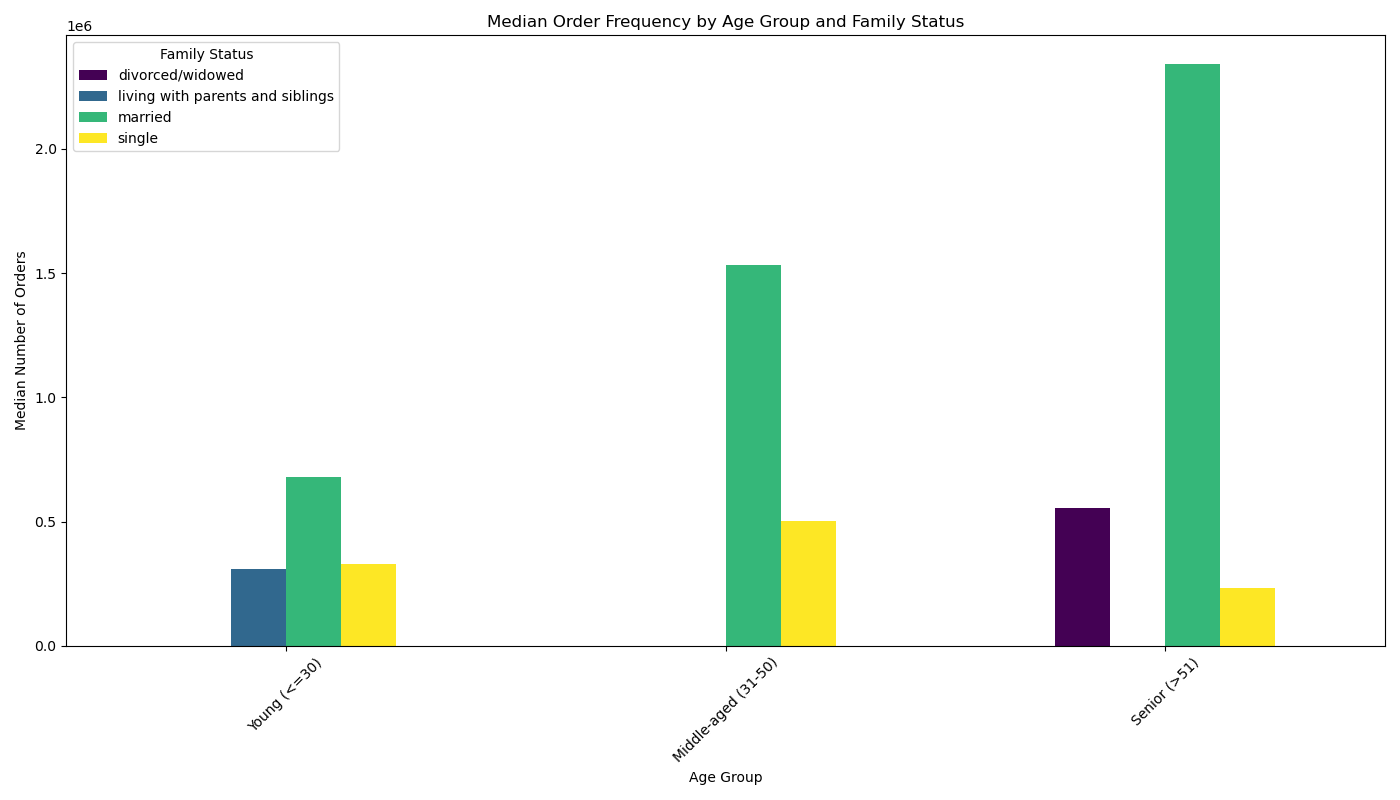 Median Order Frequency by Age Group and Family Status
1e6
Family Status
divorced/widowed
living with parents and siblings
married
single
2.0
1.5
1.0
0.5
0.0
Median Number of Orders
Young (<=30)
Middle-aged (31-50)
Senior (>51)
Age Group